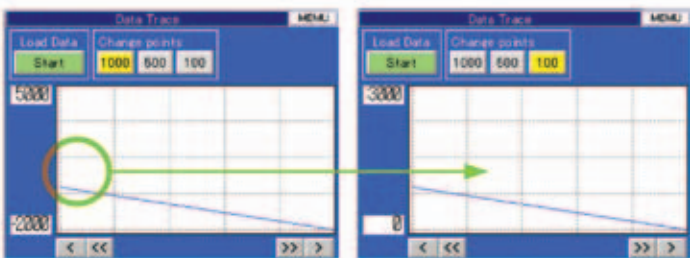 Data Trace
MENU
Load Data
Change points
Start
1000 500 100
5000
-2000
< <<
>> >
Data Trace
MENU
Load Data
Change points
Start
1000 500 100
0
< <<
>> >